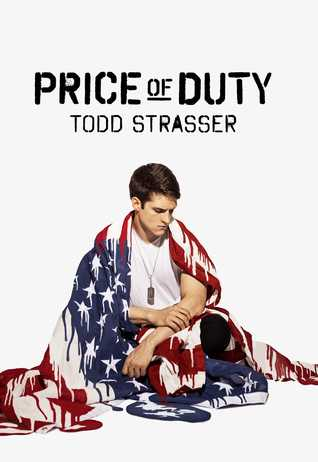 PRICE OF DUTY
TODD STRASSER